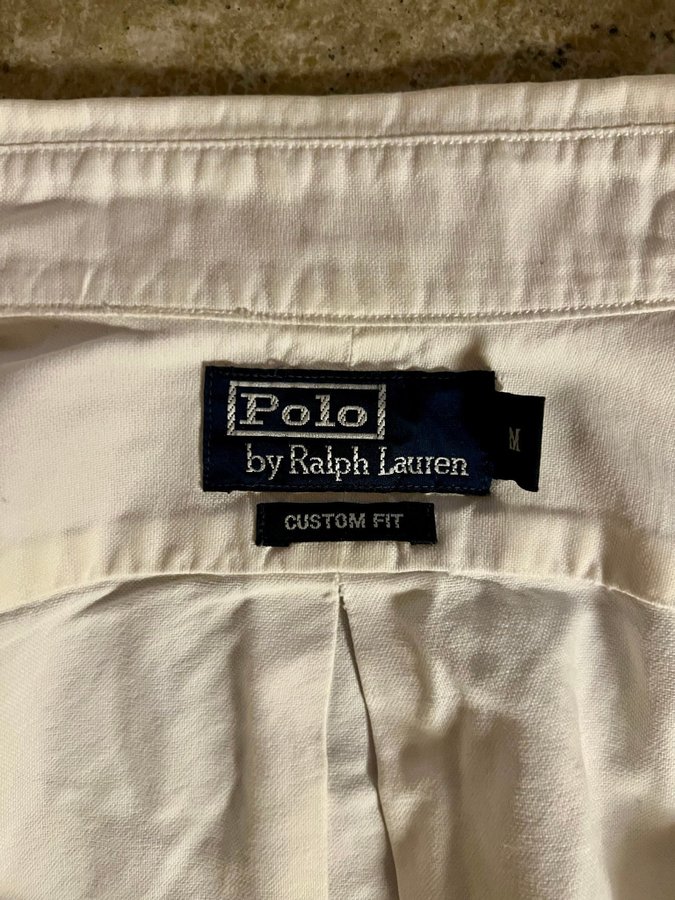 Polo
by Ralph Lauren
M
CUSTOM FIT